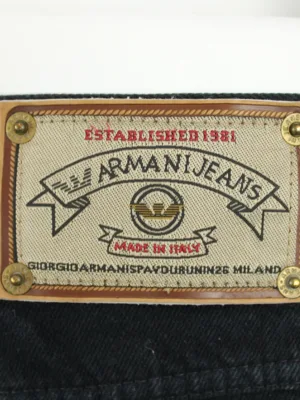 ESTABLISHED 1981
ARMANI JEANS
MADE IN ITALY
GIORGIOARMANISPAVDURUNIN26 MILANO